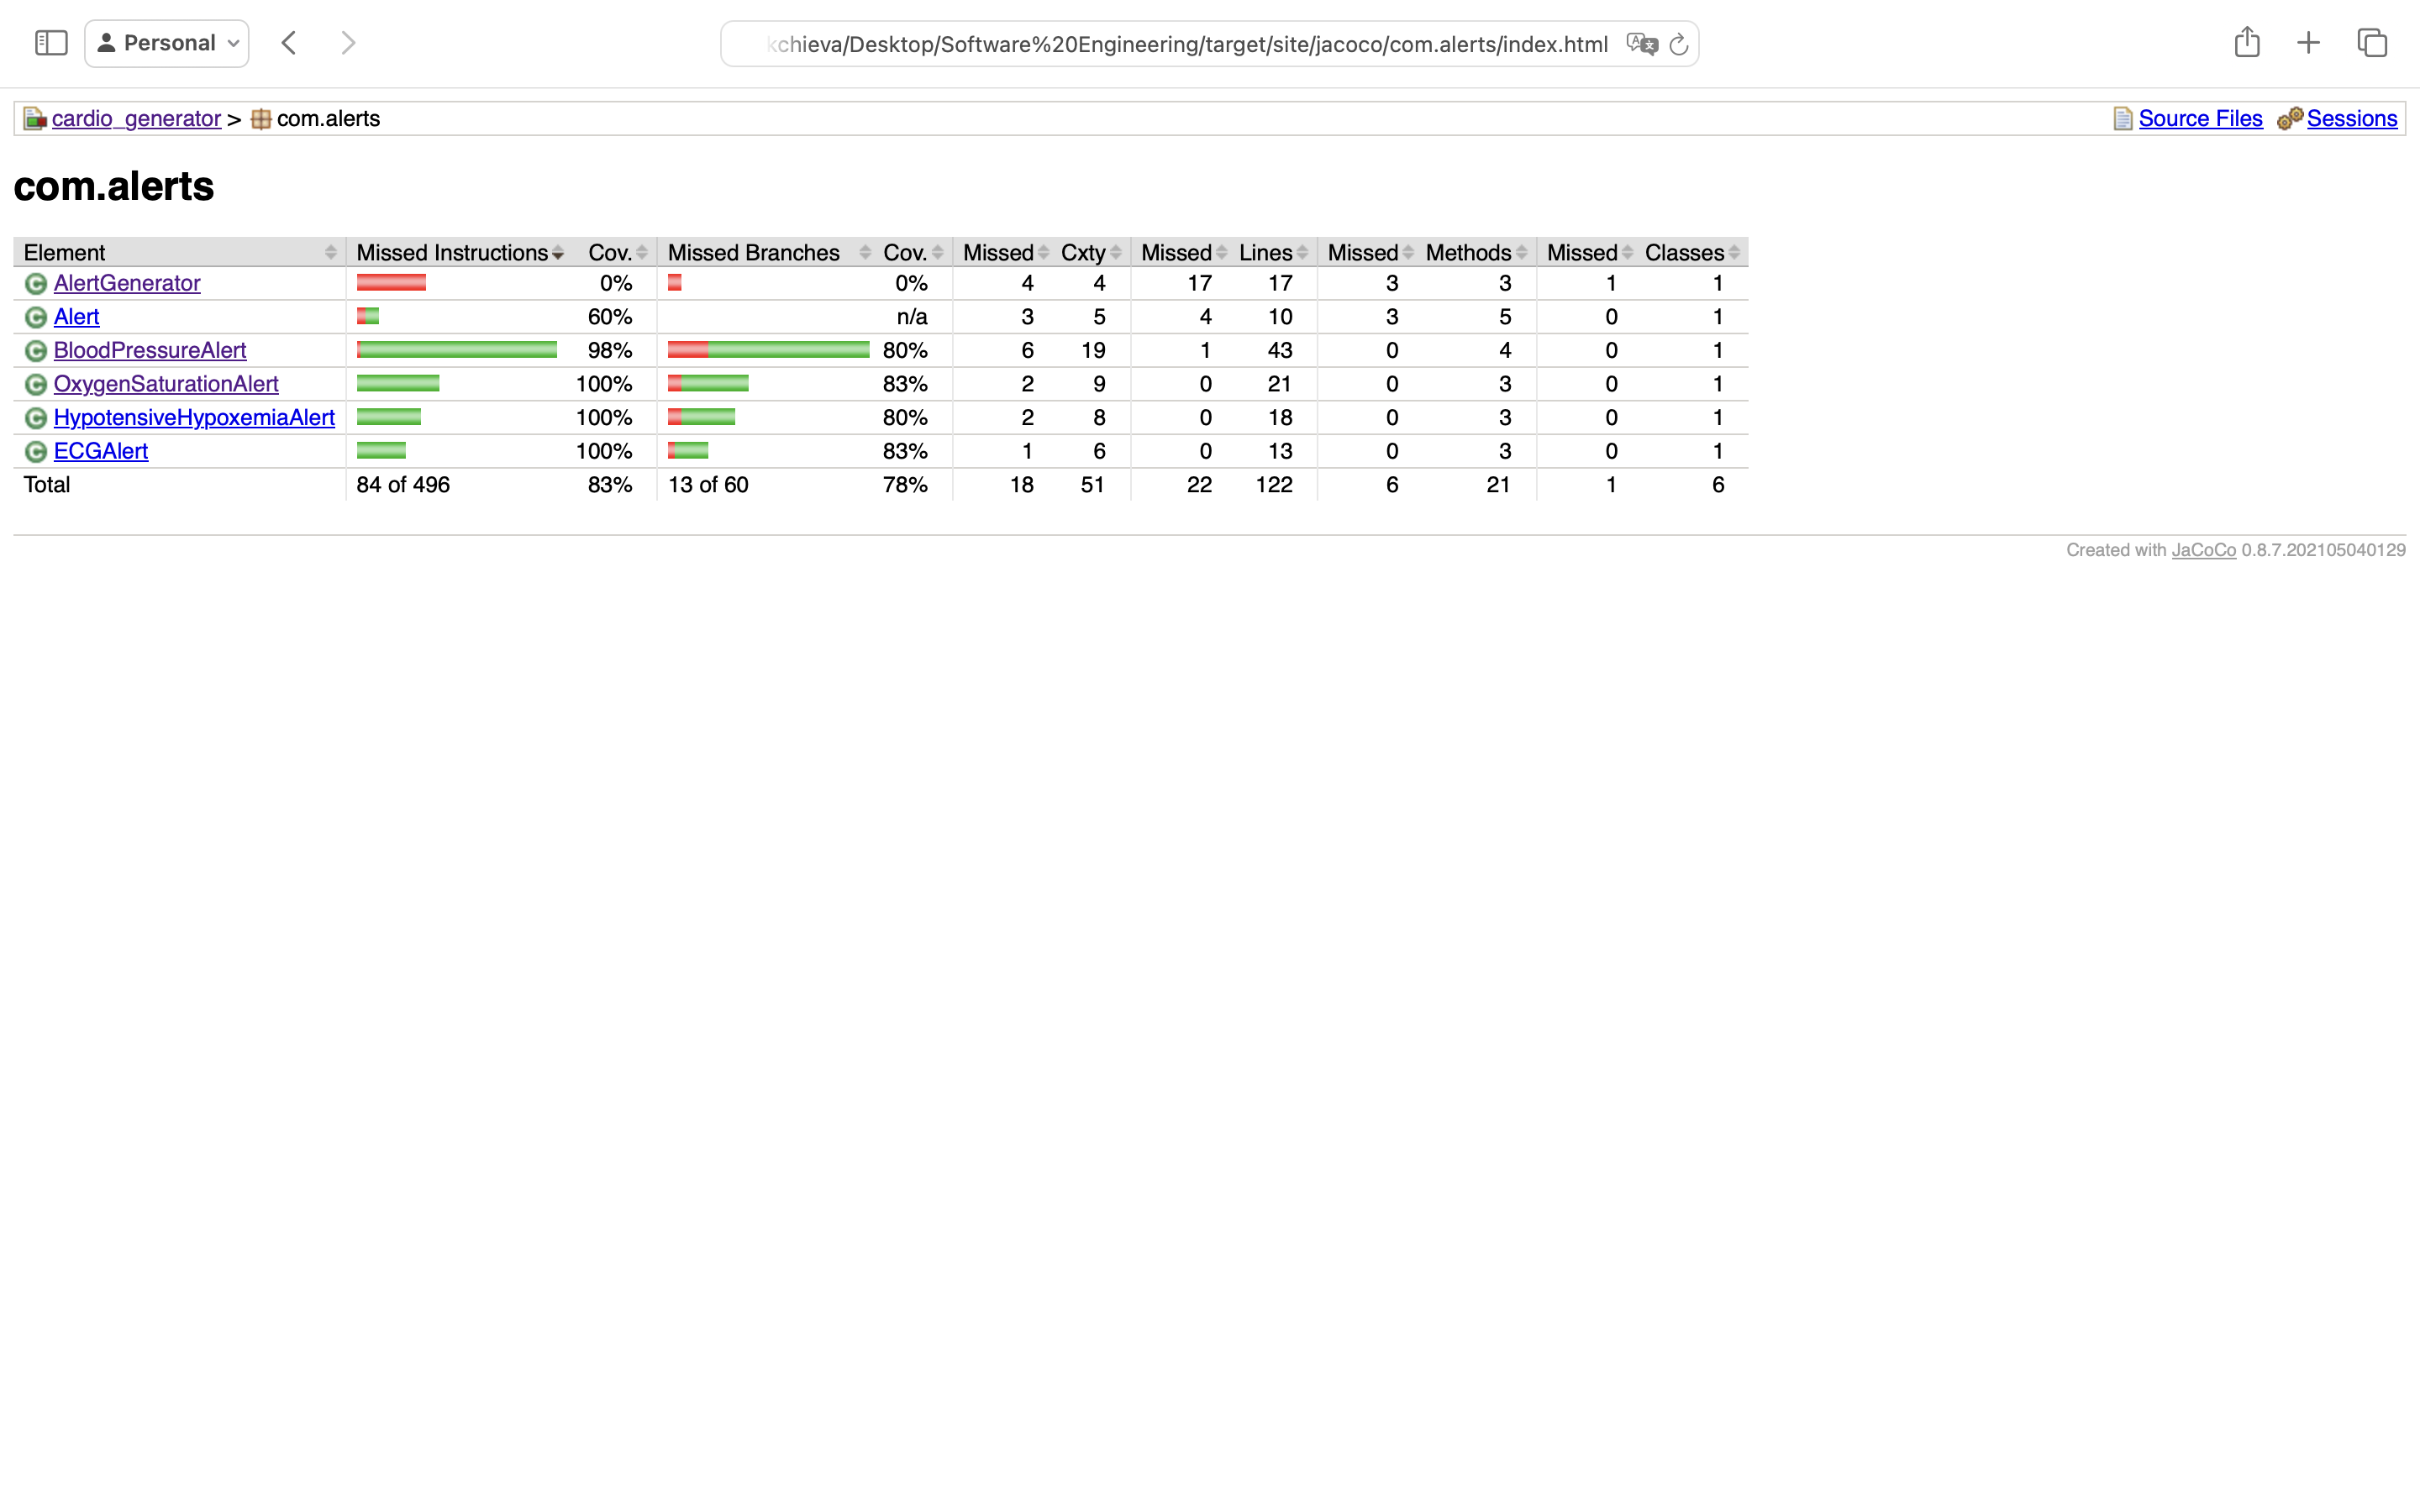 Personal
kchieva/Desktop/Software%20Engineering/target/site/jacoco/com.alerts/index.html
cardio_generator > com.alerts Source Files Sessions
com.alerts
Element Missed Instructions Cov. Missed Branches Cov. Missed Cxty Missed Lines Missed Methods Missed Classes
AlertGenerator 0% 0% 4 4 17 17 3 3 1 1
Alert 60% n/a 3 5 4 10 3 5 0 1
BloodPressureAlert 98% 80% 6 19 1 43 0 4 0 1
OxygenSaturationAlert 100% 83% 2 9 0 21 0 3 0 1
HypotensiveHypoxemiaAlert 100% 80% 2 8 0 18 0 3 0 1
ECGAlert 100% 83% 1 6 0 13 0 3 0 1
Total 84 of 496 83% 13 of 60 78% 18 51 22 122 6 21 1 6
Created with JaCoCo 0.8.7.202105040129